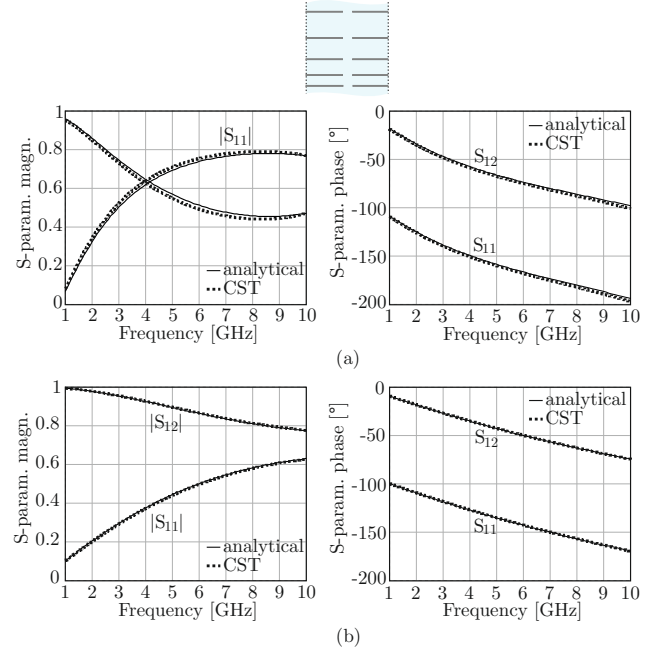 1
0.8
0.6
0.4
0.2
0
S-param. magn.
|S11|
analytical
CST
1 2 3 4 5 6 7 8 9 10
Frequency [GHz]
0
-50
-100
-150
-200
S-param. phase [°]
analytical
CST
S12
S11
1 2 3 4 5 6 7 8 9 10
Frequency [GHz]
(a)
1
0.8
0.6
0.4
0.2
0
S-param. magn.
|S12|
|S11|
analytical
CST
1 2 3 4 5 6 7 8 9 10
Frequency [GHz]
0
-50
-100
-150
-200
S-param. phase [°]
analytical
CST
S12
S11
1 2 3 4 5 6 7 8 9 10
Frequency [GHz]
(b)